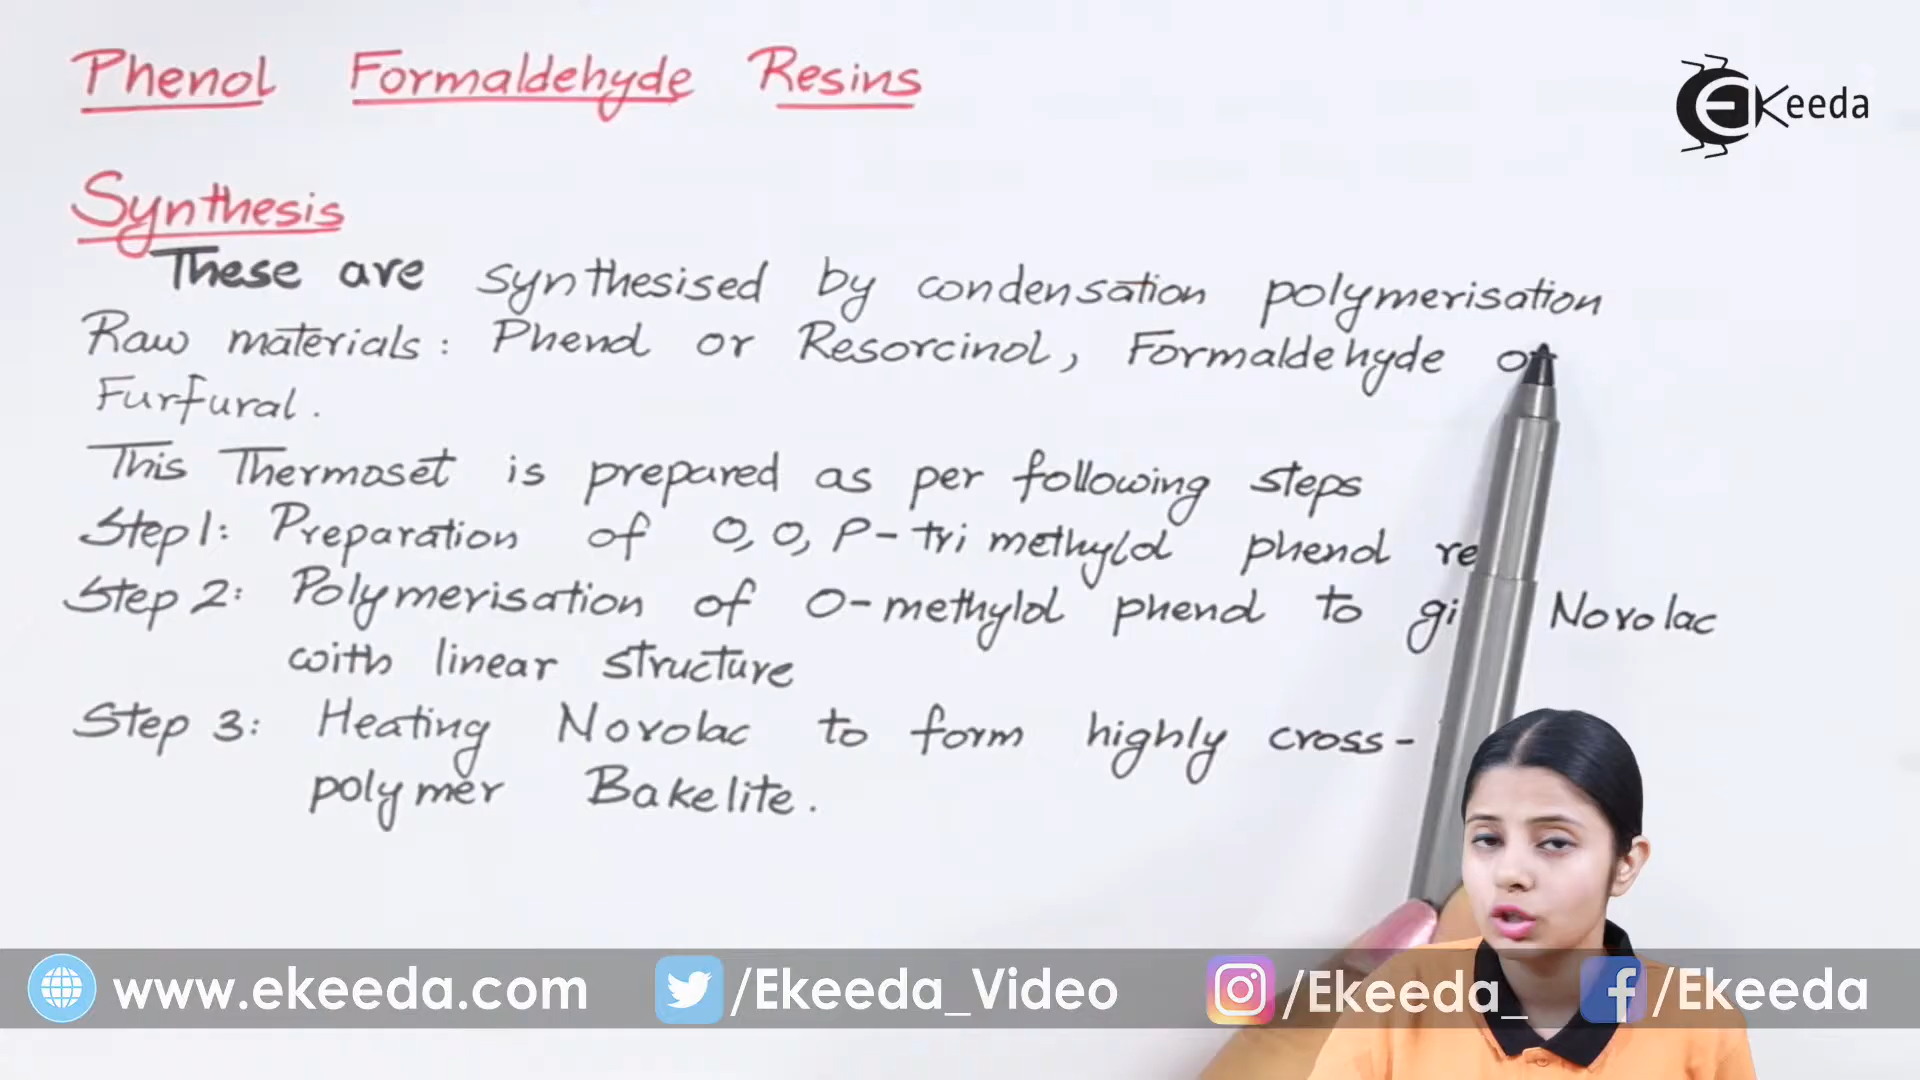 Phenol Formaldehyde Resins
EKeeda
Synthesis
These are synthesised by condensation polymerisation
Raw materials: Phenol or Resorcinol, Formaldehyde or
Furfural.
This Thermoset is prepared as per following steps
Step 1: Preparation of O, O, P- tri methylol phenol re
Step 2: Polymerisation of O-methylol phenol to gi Novolac
with linear structure
Step 3: Heating Novolac to form highly cross-
polymer Bakelite.
www.ekeeda.com /Ekeeda_Video /Ekeeda_ /Ekeeda